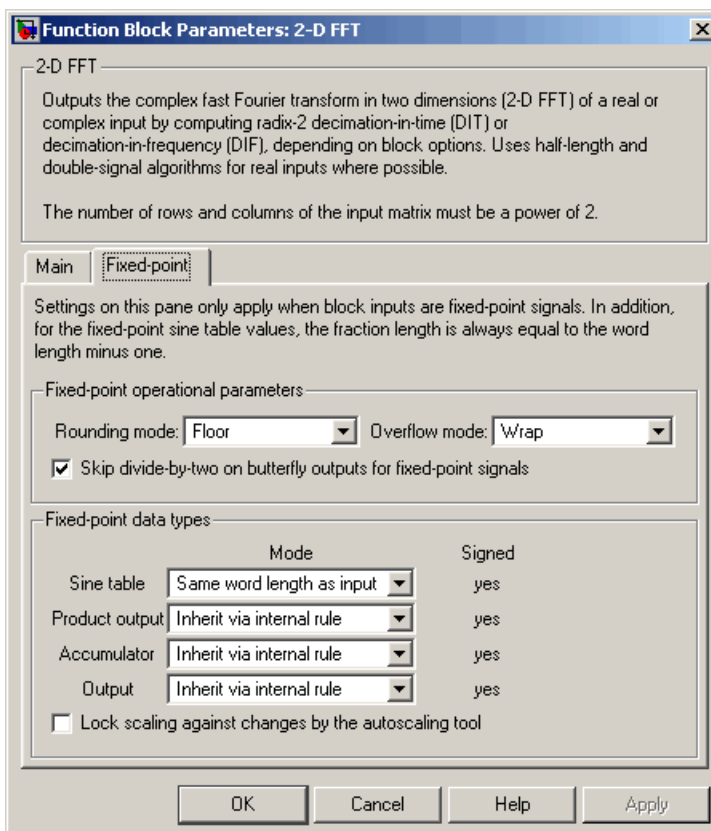 Function Block Parameters: 2-D FFT
2-D FFT
Outputs the complex fast Fourier transform in two dimensions (2-D FFT) of a real or
complex input by computing radix-2 decimation-in-time (DIT) or
decimation-in-frequency (DIF), depending on block options. Uses half-length and
double-signal algorithms for real inputs where possible.
The number of rows and columns of the input matrix must be a power of 2.
Main Fixed-point
Settings on this pane only apply when block inputs are fixed-point signals. In addition,
for the fixed-point sine table values, the fraction length is always equal to the word
length minus one.
Fixed-point operational parameters
Rounding mode: Floor Overflow mode: Wrap
Skip divide-by-two on butterfly outputs for fixed-point signals
Fixed-point data types
Mode Signed
Sine table Same word length as input yes
Product output Inherit via internal rule yes
Accumulator Inherit via internal rule yes
Output Inherit via internal rule yes
Lock scaling against changes by the autoscaling tool
OK Cancel Help Apply